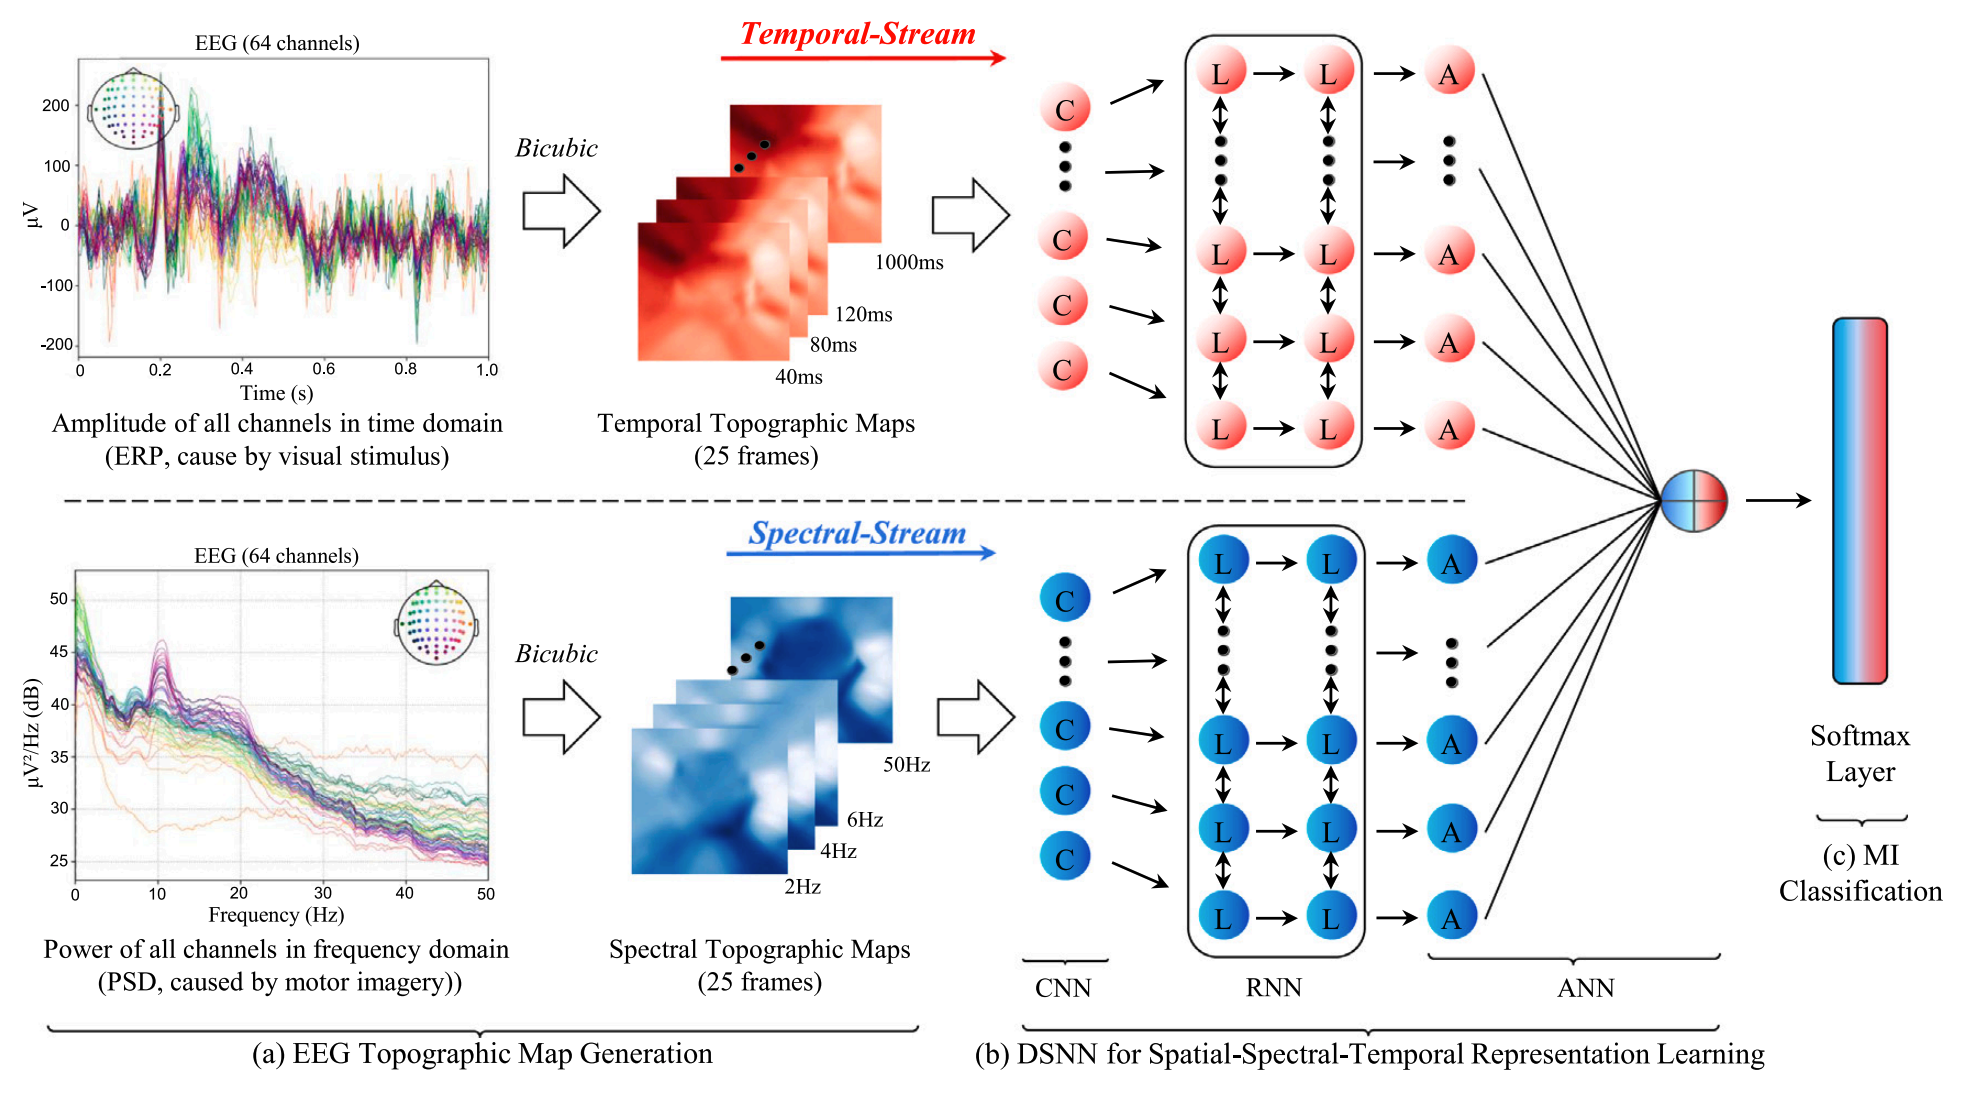 EEG (64 channels)
μV
200
100
0
-100
-200
0 0.2 0.4 0.6 0.8 1.0
Time (s)
Amplitude of all channels in time domain
(ERP, cause by visual stimulus)
Bicubic
Temporal-Stream
1000ms
120ms
80ms
40ms
Temporal Topographic Maps
(25 frames)
C
C
C
C
L L A
L L A
L L A
L L A
EEG (64 channels)
μV²/Hz (dB)
50
45
40
35
30
25
0 10 20 30 40 50
Frequency (Hz)
Power of all channels in frequency domain
(PSD, caused by motor imagery))
Bicubic
Spectral-Stream
50Hz
6Hz
4Hz
2Hz
Spectral Topographic Maps
(25 frames)
C
C
C
C
L L A
L L A
L L A
L L A
CNN RNN ANN
Softmax
Layer
(c) MI
Classification
(a) EEG Topographic Map Generation
(b) DSNN for Spatial-Spectral-Temporal Representation Learning